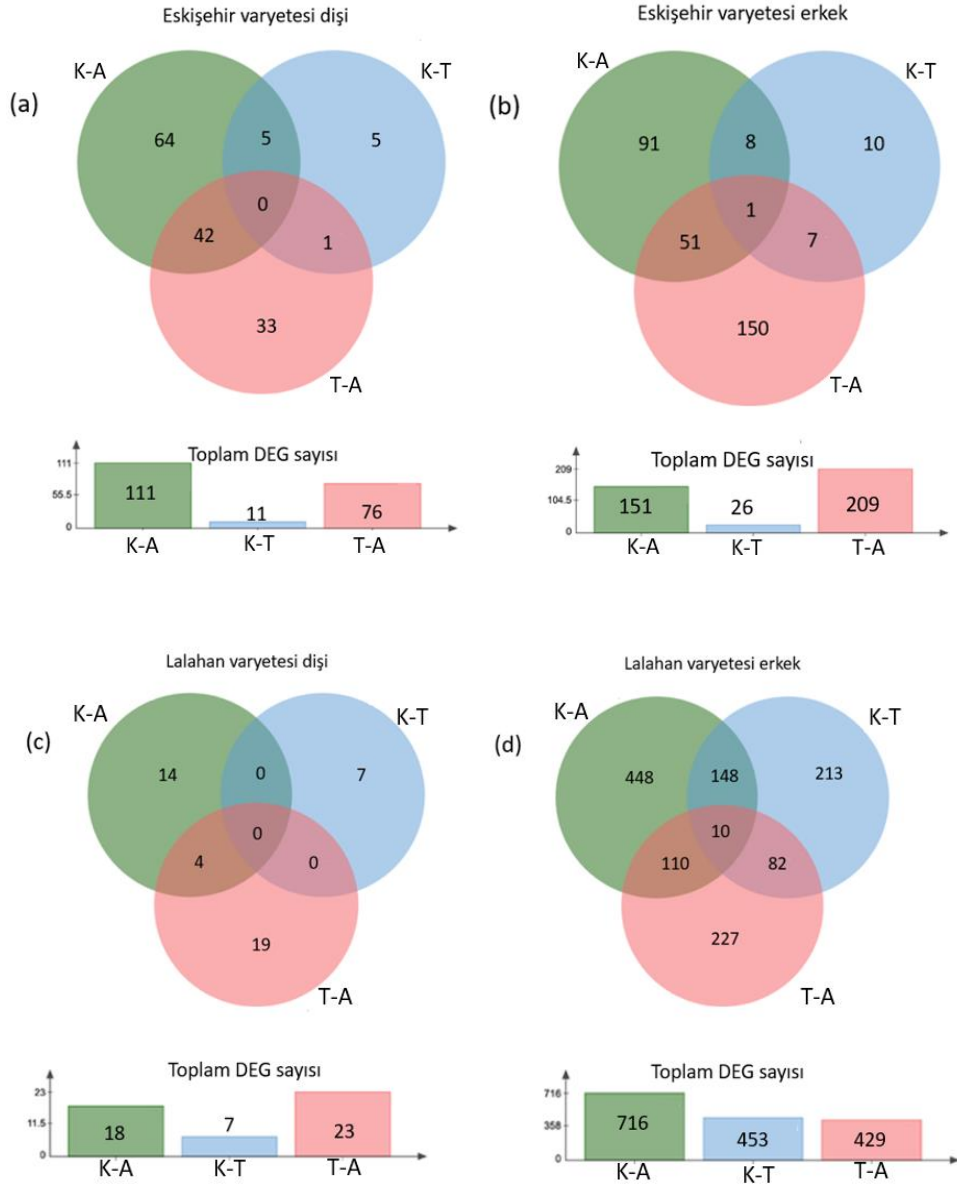 Eskişehir varyetesi dişi
K-A
K-T
(a)
64
5
5
0
42
1
33
T-A
Toplam DEG sayısı
111
55.5
0
111
11
76
K-A
K-T
T-A
Eskişehir varyetesi erkek
K-A
K-T
(b)
91
8
10
1
51
7
150
T-A
Toplam DEG sayısı
209
104.5
0
151
26
209
K-A
K-T
T-A
Lalahan varyetesi dişi
K-A
K-T
(c)
14
0
7
0
4
0
19
T-A
Toplam DEG sayısı
23
11.5
0
18
7
23
K-A
K-T
T-A
Lalahan varyetesi erkek
K-A
K-T
(d)
448
148
213
10
110
82
227
T-A
Toplam DEG sayısı
716
358
0
716
453
429
K-A
K-T
T-A